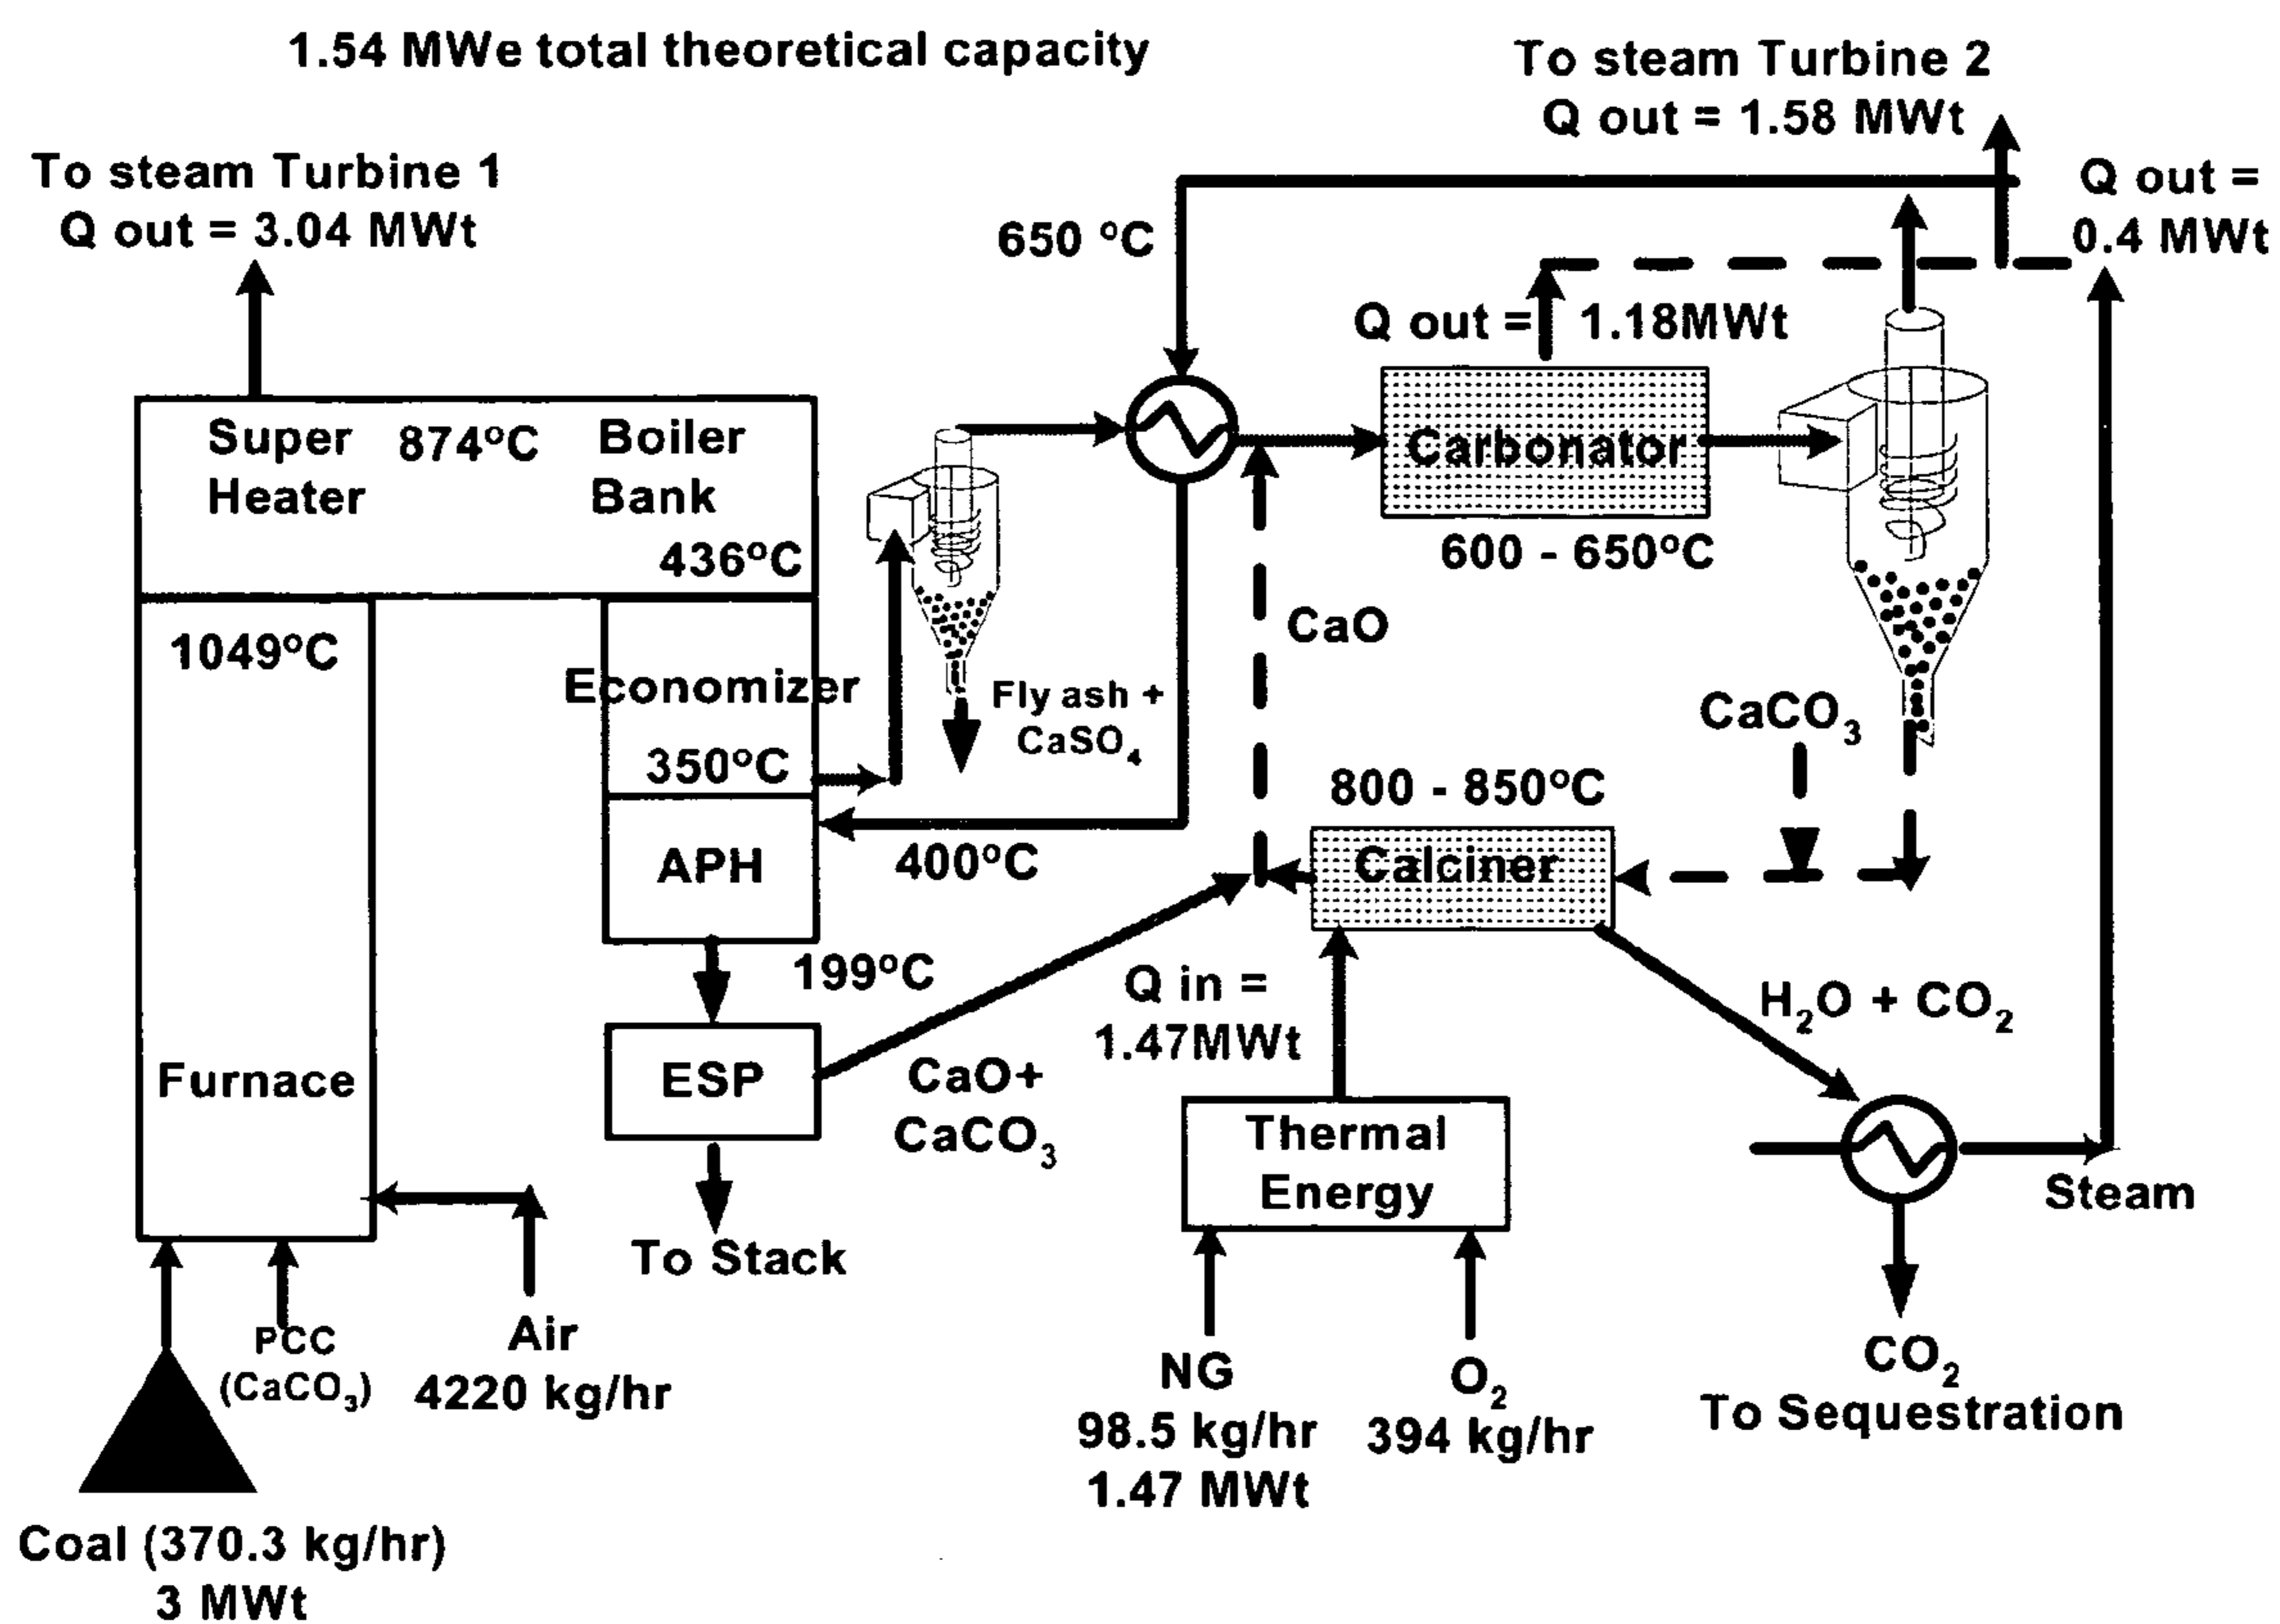 1.54 MWe total theoretical capacity
To steam Turbine 2
Q out = 1.58 MWt
To steam Turbine 1
Q out = 3.04 MWt
Q out =
0.4 MWt
650 °C
Q out = 1.18MWt
Super
Heater
874°C
Boiler
Bank
436°C
Carbonator
600 - 650°C
1049°C
Economizer
350°C
Fly ash +
CaSO₄
CaO
CaCO₃
800 - 850°C
APH
400°C
Calciner
199°C
Q in =
1.47MWt
H₂O + CO₂
Furnace
ESP
CaO+
CaCO₃
Thermal
Energy
Steam
To Stack
PCC
(CaCO₃)
Air
4220 kg/hr
NG
98.5 kg/hr
1.47 MWt
O₂
394 kg/hr
CO₂
To Sequestration
Coal (370.3 kg/hr)
3 MWt